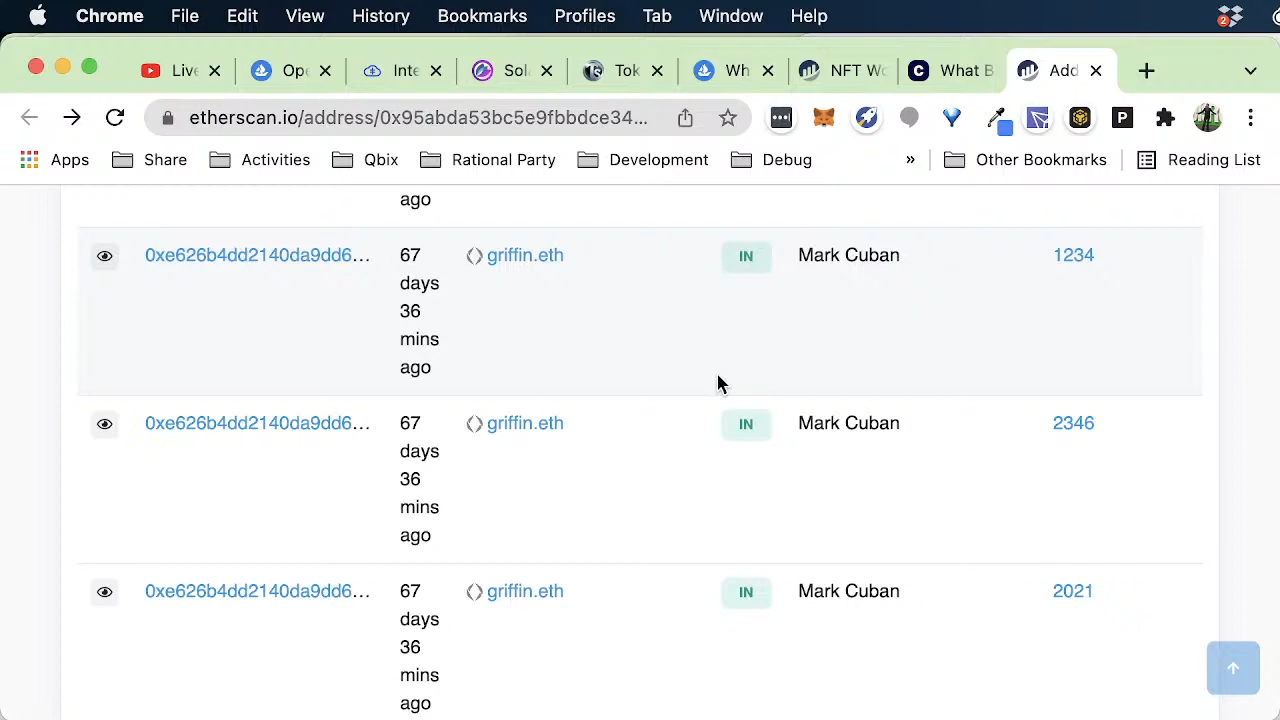 Chrome File Edit View History Bookmarks Profiles Tab Window Help 2
Live Ope Inte Sol Tok Wh NFT Wo What B Add
etherscan.io/address/0x95abda53bc5e9fbbdce34...
Apps Share Activities Qbix Rational Party Development Debug » Other Bookmarks Reading List
ago
0xe626b4dd2140da9dd6... 67 griffin.eth IN Mark Cuban 1234
days
36
mins
ago
0xe626b4dd2140da9dd6... 67 griffin.eth IN Mark Cuban 2346
days
36
mins
ago
0xe626b4dd2140da9dd6... 67 griffin.eth IN Mark Cuban 2021
days
36
mins
ago